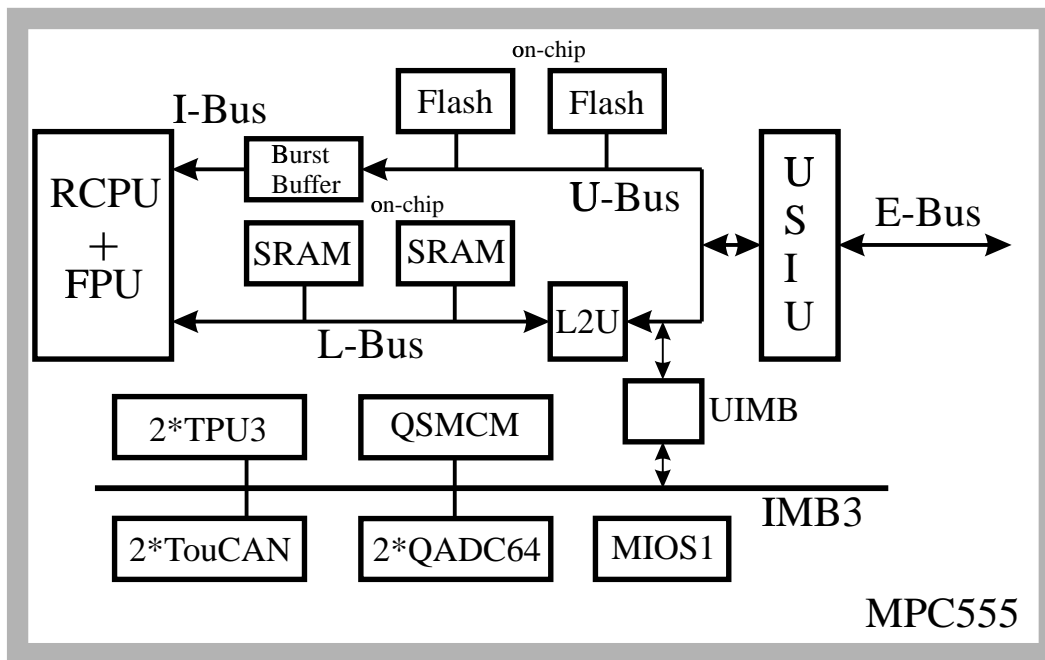 on-chip
Flash
Flash
I-Bus
Burst
Buffer
U-Bus
RCPU
+
FPU
on-chip
SRAM
SRAM
L-Bus
L2U
U
S
I
U
E-Bus
UIMB
2*TPU3
QSMCM
IMB3
2*TouCAN
2*QADC64
MIOS1
MPC555